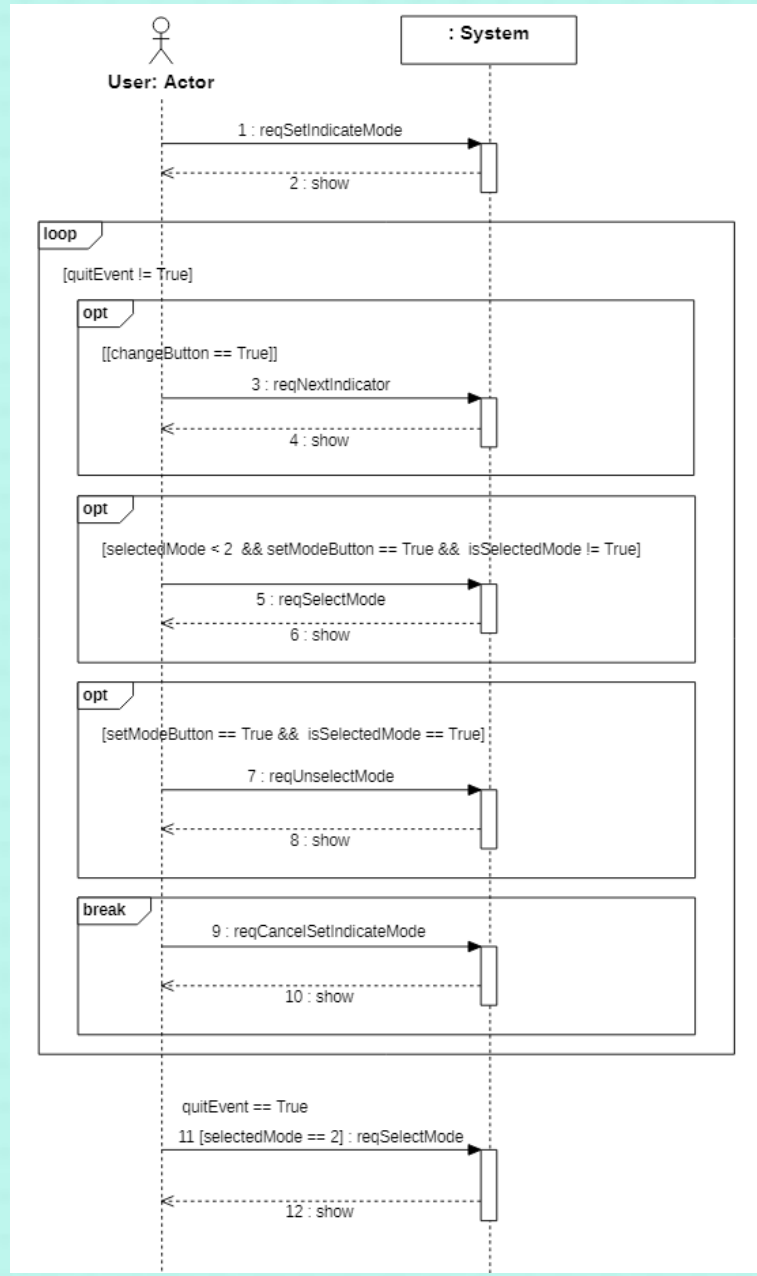 : System
User: Actor
1 : reqSetIndicateMode
2 : show
loop
[quitEvent != True]
opt
[[changeButton == True]]
3 : reqNextIndicator
4 : show
opt
[selectedMode < 2 && setModeButton == True && isSelectedMode != True]
5 : reqSelectMode
6 : show
opt
[setModeButton == True && isSelectedMode == True]
7 : reqUnselectMode
8 : show
break
9 : reqCancelSetIndicateMode
10 : show
quitEvent == True
11 [selectedMode == 2] : reqSelectMode
12 : show